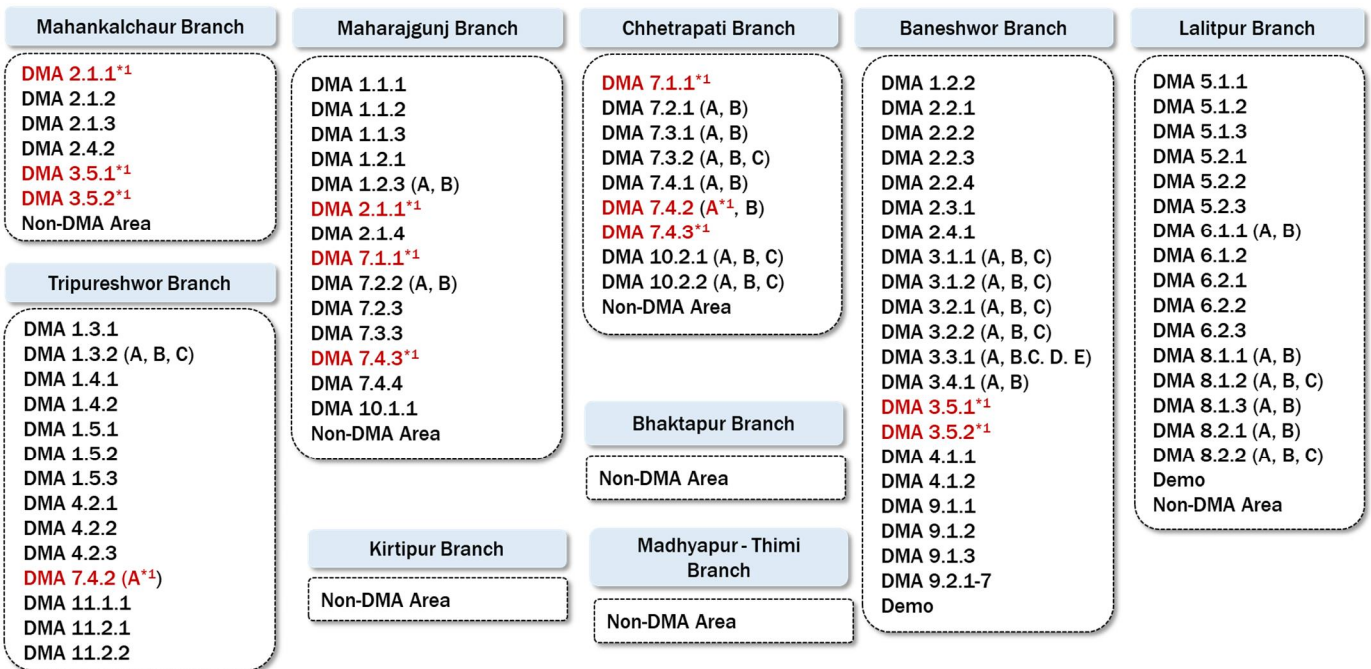 Mahankalchaur Branch
DMA 2.1.1*1
DMA 2.1.2
DMA 2.1.3
DMA 2.4.2
DMA 3.5.1*1
DMA 3.5.2*1
Non-DMA Area
Tripureshwor Branch
DMA 1.3.1
DMA 1.3.2 (A, B, C)
DMA 1.4.1
DMA 1.4.2
DMA 1.5.1
DMA 1.5.2
DMA 1.5.3
DMA 4.2.1
DMA 4.2.2
DMA 4.2.3
DMA 7.4.2 (A*1)
DMA 11.1.1
DMA 11.2.1
DMA 11.2.2
Maharajgunj Branch
DMA 1.1.1
DMA 1.1.2
DMA 1.1.3
DMA 1.2.1
DMA 1.2.3 (A, B)
DMA 2.1.1*1
DMA 2.1.4
DMA 7.1.1*1
DMA 7.2.2 (A, B)
DMA 7.2.3
DMA 7.3.3
DMA 7.4.3*1
DMA 7.4.4
DMA 10.1.1
Non-DMA Area
Kirtipur Branch
Non-DMA Area
Chhetrapati Branch
DMA 7.1.1*1
DMA 7.2.1 (A, B)
DMA 7.3.1 (A, B)
DMA 7.3.2 (A, B, C)
DMA 7.4.1 (A, B)
DMA 7.4.2 (A*1, B)
DMA 7.4.3*1
DMA 10.2.1 (A, B, C)
DMA 10.2.2 (A, B, C)
Non-DMA Area
Bhaktapur Branch
Non-DMA Area
Madhyapur - Thimi
Branch
Non-DMA Area
Baneshwor Branch
DMA 1.2.2
DMA 2.2.1
DMA 2.2.2
DMA 2.2.3
DMA 2.2.4
DMA 2.3.1
DMA 2.4.1
DMA 3.1.1 (A, B, C)
DMA 3.1.2 (A, B, C)
DMA 3.2.1 (A, B, C)
DMA 3.2.2 (A, B, C)
DMA 3.3.1 (A, B.C. D. E)
DMA 3.4.1 (A, B)
DMA 3.5.1*1
DMA 3.5.2*1
DMA 4.1.1
DMA 4.1.2
DMA 9.1.1
DMA 9.1.2
DMA 9.1.3
DMA 9.2.1-7
Demo
Lalitpur Branch
DMA 5.1.1
DMA 5.1.2
DMA 5.1.3
DMA 5.2.1
DMA 5.2.2
DMA 5.2.3
DMA 6.1.1 (A, B)
DMA 6.1.2
DMA 6.2.1
DMA 6.2.2
DMA 6.2.3
DMA 8.1.1 (A, B)
DMA 8.1.2 (A, B, C)
DMA 8.1.3 (A, B)
DMA 8.2.1 (A, B)
DMA 8.2.2 (A, B, C)
Demo
Non-DMA Area